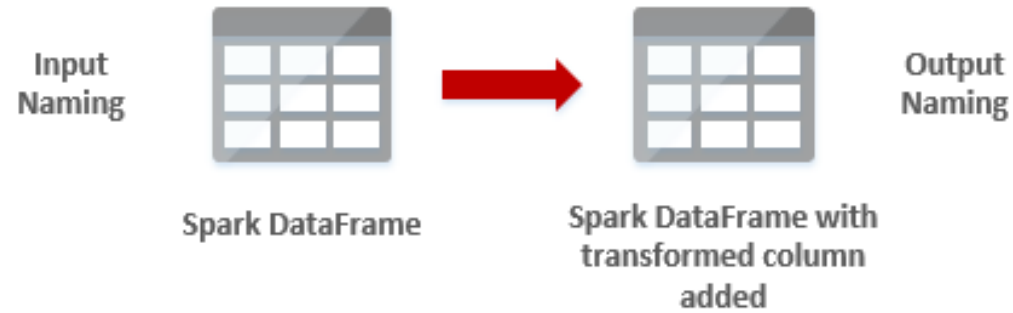 Input
Naming
Output
Naming
Spark DataFrame
Spark DataFrame with
transformed column
added